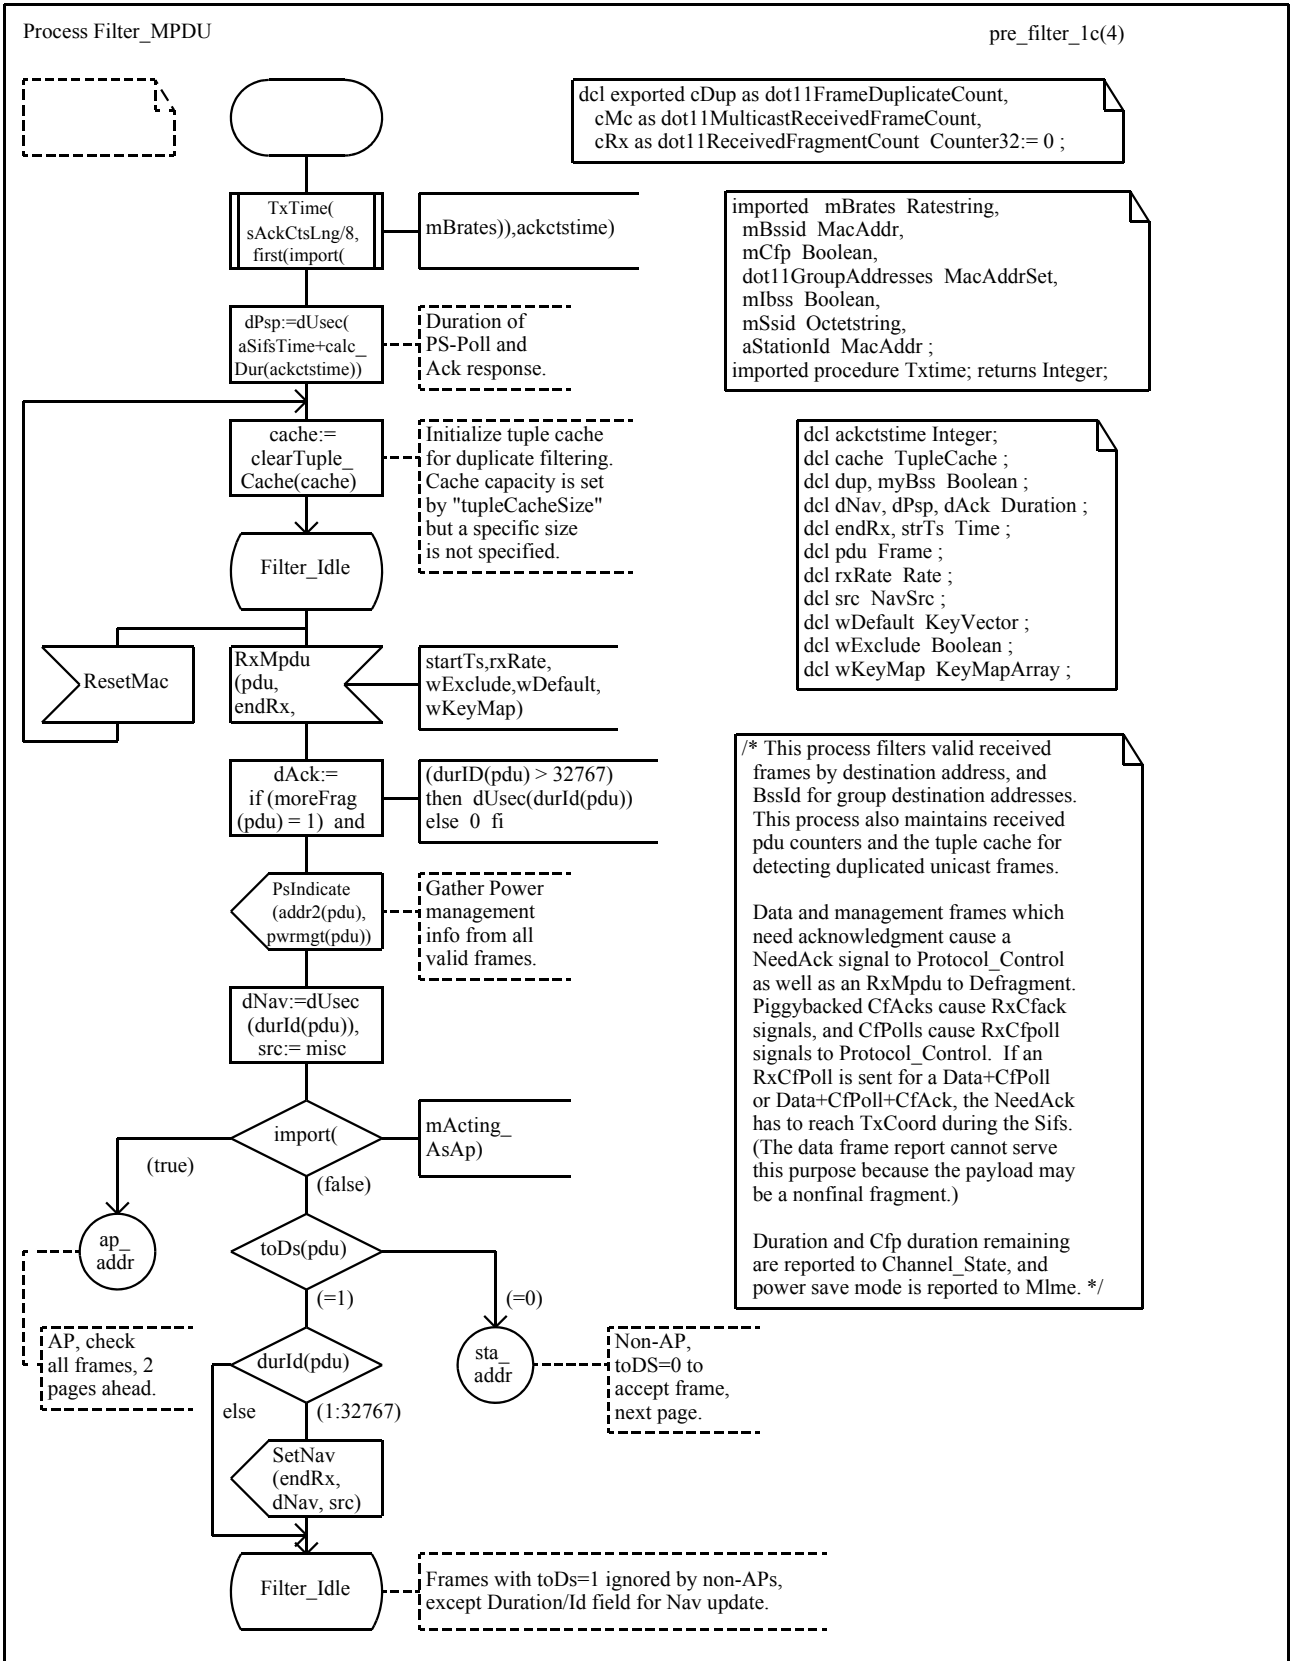 Process Filter_MPDU
pre_filter_1c(4)
dcl exported cDup as dot11FrameDuplicateCount,
cMc as dot11MulticastReceivedFrameCount,
cRx as dot11ReceivedFragmentCount Counter32:= 0 ;
TxTime(
sAckCtsLng/8,
first(import(
mBrates)),ackctstime)
imported mBrates Ratestring,
mBssid MacAddr,
mCfp Boolean,
dot11GroupAddresses MacAddrSet,
mIbss Boolean,
mSsid Octetstring,
aStationId MacAddr ;
imported procedure Txtime; returns Integer;
dPsp:=dUsec(
aSifsTime+calc_
Dur(ackctstime))
Duration of
PS-Poll and
Ack response.
cache:=
clearTuple_
Cache(cache)
Initialize tuple cache
for duplicate filtering.
Cache capacity is set
by "tupleCacheSize"
but a specific size
is not specified.
dcl ackctstime Integer;
dcl cache TupleCache ;
dcl dup, myBss Boolean ;
dcl dNav, dPsp, dAck Duration ;
dcl endRx, strTs Time ;
dcl pdu Frame ;
dcl rxRate Rate ;
dcl src NavSrc ;
dcl wDefault KeyVector ;
dcl wExclude Boolean ;
dcl wKeyMap KeyMapArray ;
Filter_Idle
ResetMac
RxMpdu
(pdu,
endRx,
startTs,rxRate,
wExclude,wDefault,
wKeyMap)
dAck:=
if (moreFrag
(pdu) = 1) and
(durID(pdu) > 32767)
then dUsec(durId(pdu))
else 0 fi
/* This process filters valid received
frames by destination address, and
BssId for group destination addresses.
This process also maintains received
pdu counters and the tuple cache for
detecting duplicated unicast frames.
Data and management frames which
need acknowledgment cause a
NeedAck signal to Protocol_Control
as well as an RxMpdu to Defragment.
Piggybacked CfAcks cause RxCfack
signals, and CfPolls cause RxCfpoll
signals to Protocol_Control. If an
RxCfPoll is sent for a Data+CfPoll
or Data+CfPoll+CfAck, the NeedAck
has to reach TxCoord during the Sifs.
(The data frame report cannot serve
this purpose because the payload may
be a nonfinal fragment.)
Duration and Cfp duration remaining
are reported to Channel_State, and
power save mode is reported to Mlme. */
PsIndicate
(addr2(pdu),
pwrmgt(pdu))
Gather Power
management
info from all
valid frames.
dNav:=dUsec
(durId(pdu)),
src:= misc
import(
mActing_
AsAp)
(true)
(false)
ap_
addr
toDs(pdu)
(=1)
(=0)
AP, check
all frames, 2
pages ahead.
durId(pdu)
sta_
addr
Non-AP,
toDS=0 to
accept frame,
next page.
else
(1:32767)
SetNav
(endRx,
dNav, src)
Filter_Idle
Frames with toDs=1 ignored by non-APs,
except Duration/Id field for Nav update.